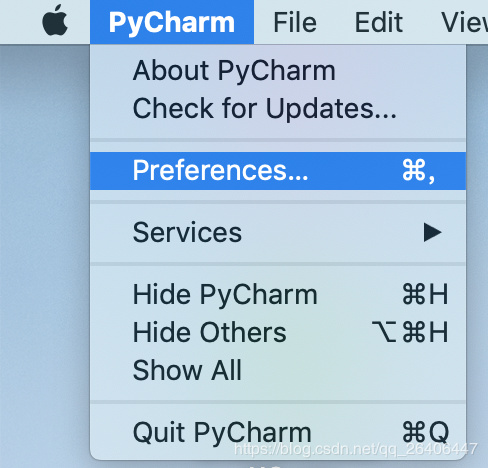 PyCharm File Edit
About PyCharm
Check for Updates...
Preferences... ⌘,
Services ▶
Hide PyCharm ⌘H
Hide Others ⌥⌘H
Show All
Quit PyCharm ⌘Q
https://blog.csdn.net/qq_26406447